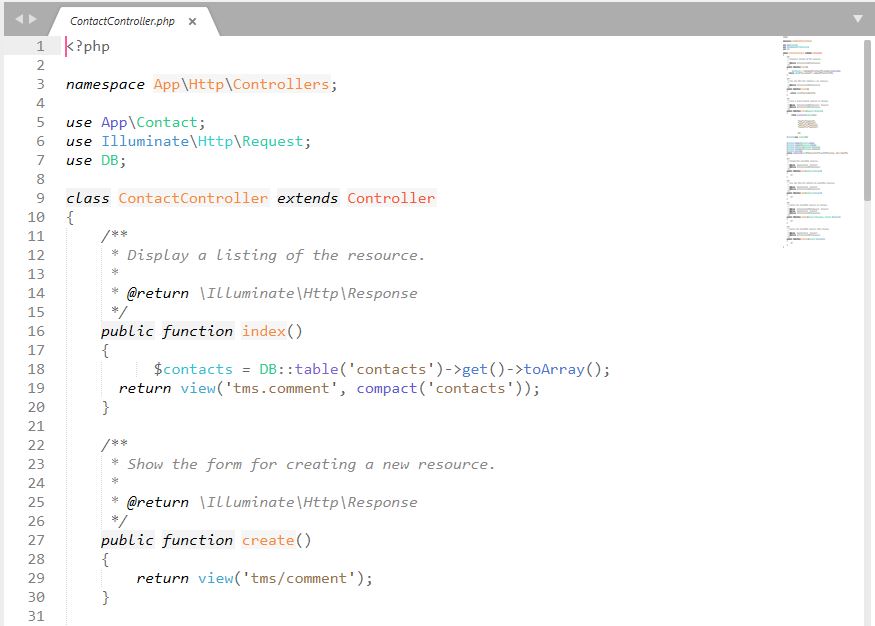 ContactController.php ×
1 <?php
2
3 namespace App\Http\Controllers;
4
5 use App\Contact;
6 use Illuminate\Http\Request;
7 use DB;
8
9 class ContactController extends Controller
10 {
11     /**
12      * Display a listing of the resource.
13      *
14      * @return \Illuminate\Http\Response
15      */
16     public function index()
17     {
18           $contacts = DB::table('contacts')->get()->toArray();
19       return view('tms.comment', compact('contacts'));
20     }
21
22     /**
23      * Show the form for creating a new resource.
24      *
25      * @return \Illuminate\Http\Response
26      */
27     public function create()
28     {
29         return view('tms/comment');
30     }
31